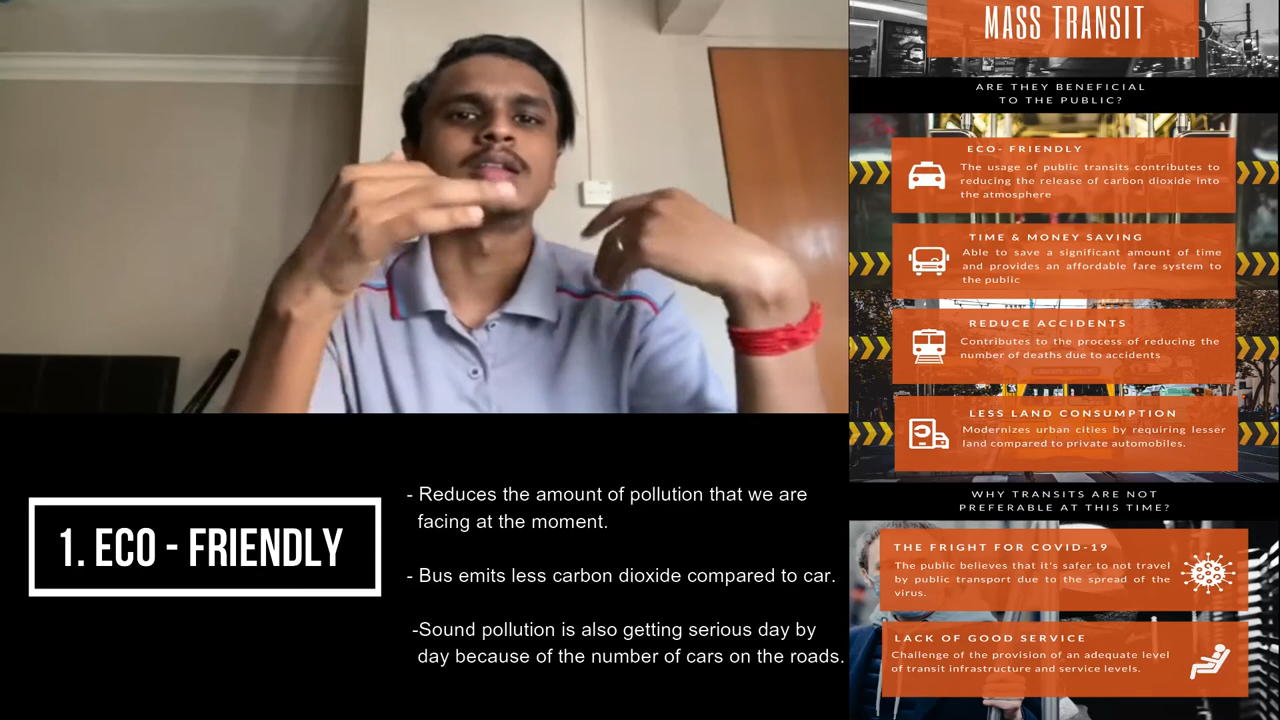 MASS TRANSIT
ARE THEY BENEFICIAL
TO THE PUBLIC?
ECO- FRIENDLY
The usage of public transits contributes to
reducing the release of carbon dioxide into
the atmosphere
TIME & MONEY SAVING
Able to save a significant amount of time
and provides an affordable fare system to
the public
REDUCE ACCIDENTS
Contributes to the process of reducing the
number of deaths due to accidents
LESS LAND CONSUMPTION
Modernizes urban cities by requiring lesser
land compared to private automobiles.
WHY TRANSITS ARE NOT
PREFERABLE AT THIS TIME?
THE FRIGHT FOR COVID-19
The public believes that it's safer to not travel
by public transport due to the spread of the
virus.
LACK OF GOOD SERVICE
Challenge of the provision of an adequate level
of transit infrastructure and service levels.
1. ECO - FRIENDLY
- Reduces the amount of pollution that we are
facing at the moment.
- Bus emits less carbon dioxide compared to car.
-Sound pollution is also getting serious day by
day because of the number of cars on the roads.